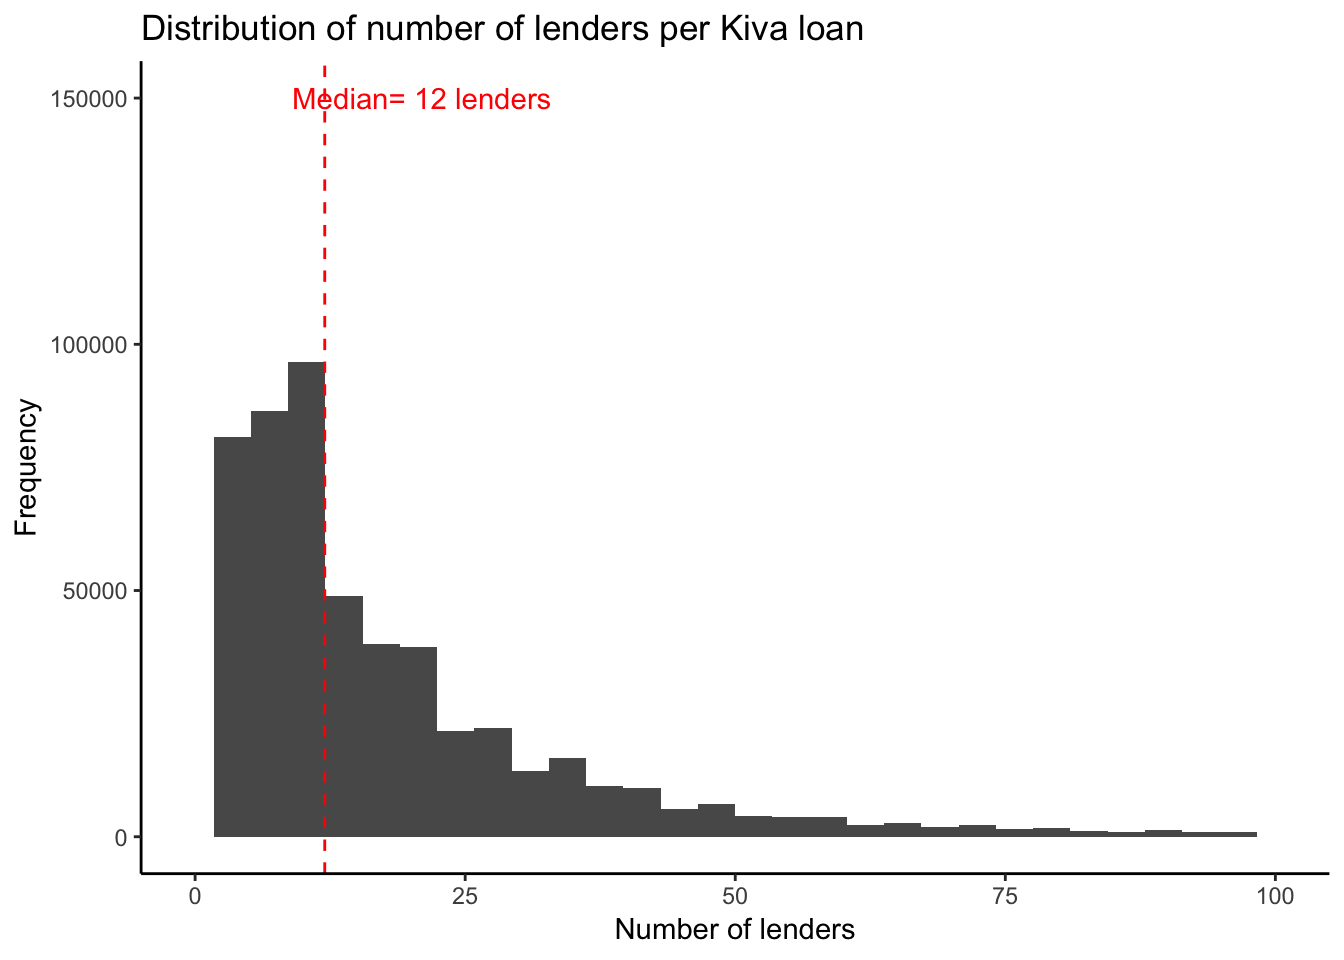 Distribution of number of lenders per Kiva loan
Median= 12 lenders
150000
100000
50000
0
Frequency
0 25 50 75 100
Number of lenders